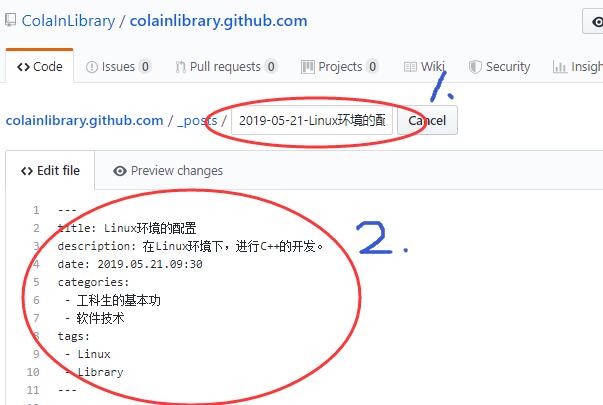 ColaInLibrary / colainlibrary.github.com
Code Issues 0 Pull requests 0 Projects 0 Wiki Security Insigh
1.
colainlibrary.github.com / _posts / 2019-05-21-Linux环境的配 Cancel
Edit file Preview changes
1 ---
2 title: Linux环境的配置
3 description: 在Linux环境下，进行C++的开发。
4 date: 2019.05.21.09:30
5 categories:
6 - 工科生的基本功
7 - 软件技术
8 tags:
9 - Linux
10 - Library
11 ---
2.